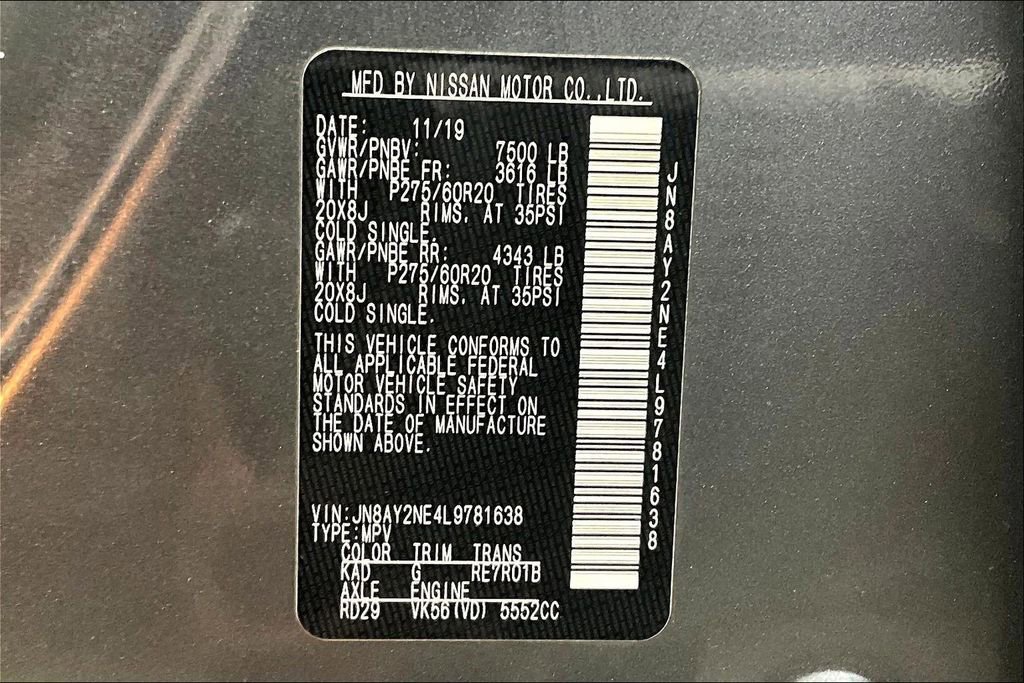 MFD BY NISSAN MOTOR CO.,LTD.
DATE: 11/19
GVWR/PNBV: 7500 LB
GAWR/PNBE FR: 3616 LB
WITH P275/60R20 TIRES
20X8J RIMS, AT 35PSI
COLD SINGLE.
GAWR/PNBE RR: 4343 LB
WITH P275/60R20 TIRES
20X8J RIMS, AT 35PSI
COLD SINGLE.
THIS VEHICLE CONFORMS TO
ALL APPLICABLE FEDERAL
MOTOR VEHICLE SAFETY
STANDARDS IN EFFECT ON
THE DATE OF MANUFACTURE
SHOWN ABOVE.
VIN:JN8AY2NE4L9781638
TYPE:MPV
COLOR TRIM TRANS
KAD G RE7R01B
AXLE ENGINE
RD29 VK56(VD) 5552CC
JN8AY2NE4L9781638